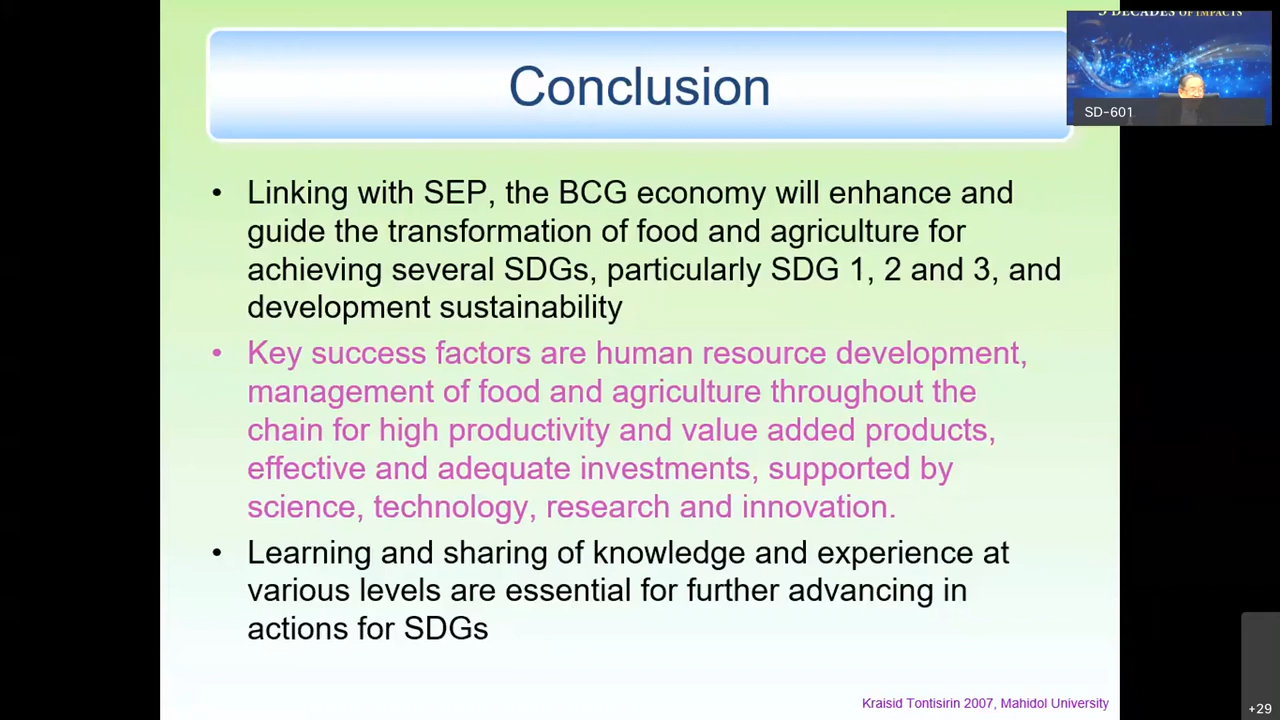 3 DECADES OF IMPACTS
SD-601
Conclusion
• Linking with SEP, the BCG economy will enhance and
guide the transformation of food and agriculture for
achieving several SDGs, particularly SDG 1, 2 and 3, and
development sustainability
• Key success factors are human resource development,
management of food and agriculture throughout the
chain for high productivity and value added products,
effective and adequate investments, supported by
science, technology, research and innovation.
• Learning and sharing of knowledge and experience at
various levels are essential for further advancing in
actions for SDGs
Kraisid Tontisirin 2007, Mahidol University
+29